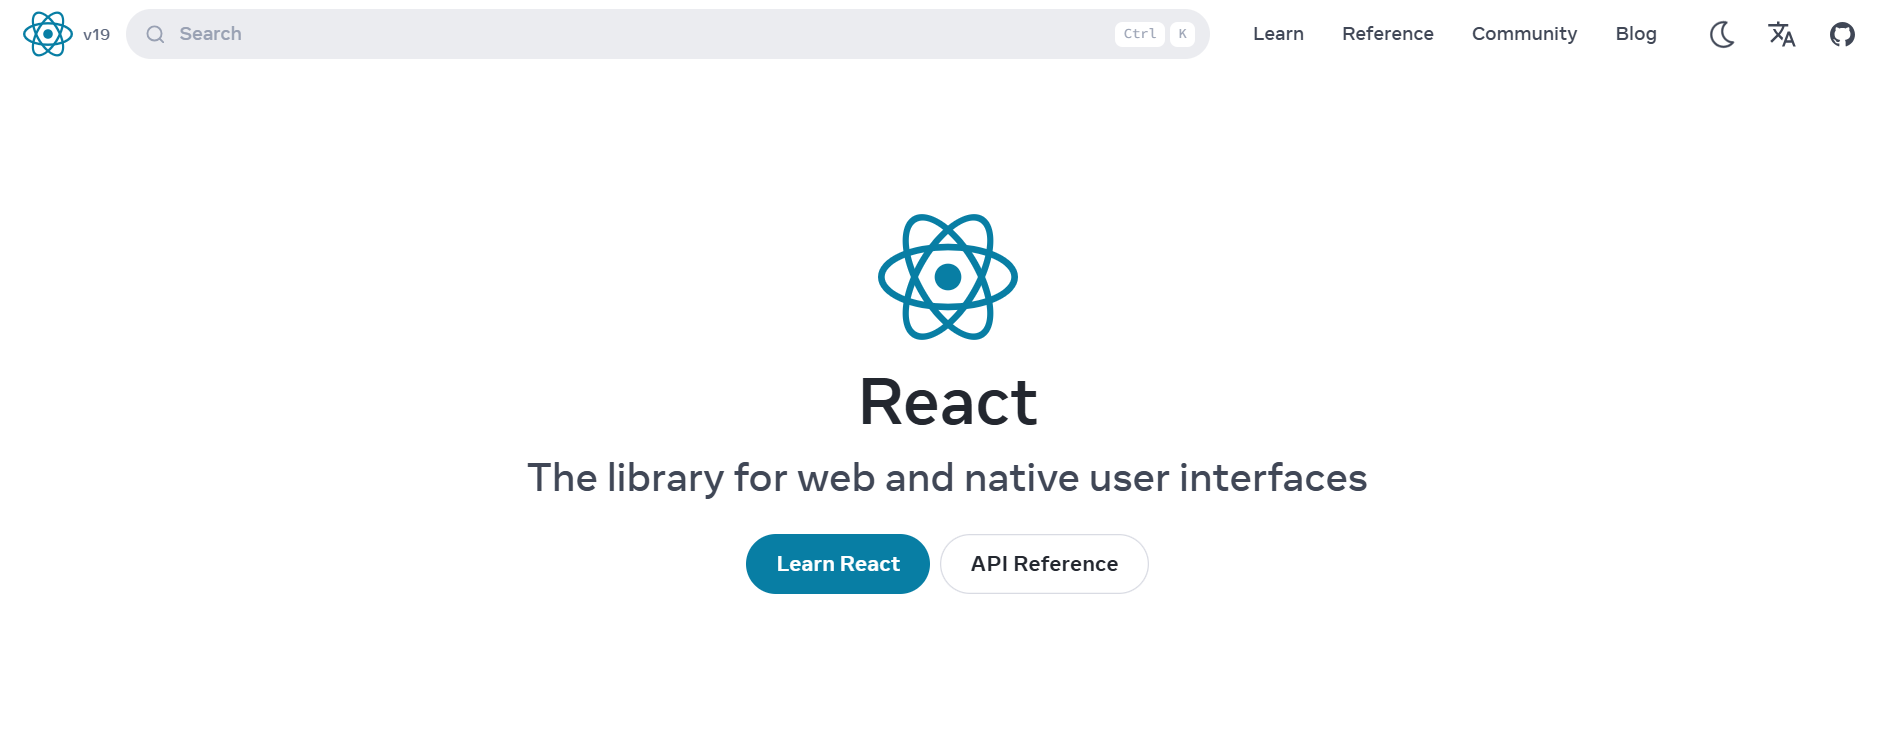 v19 Search Ctrl K Learn Reference Community Blog
React
The library for web and native user interfaces
Learn React API Reference